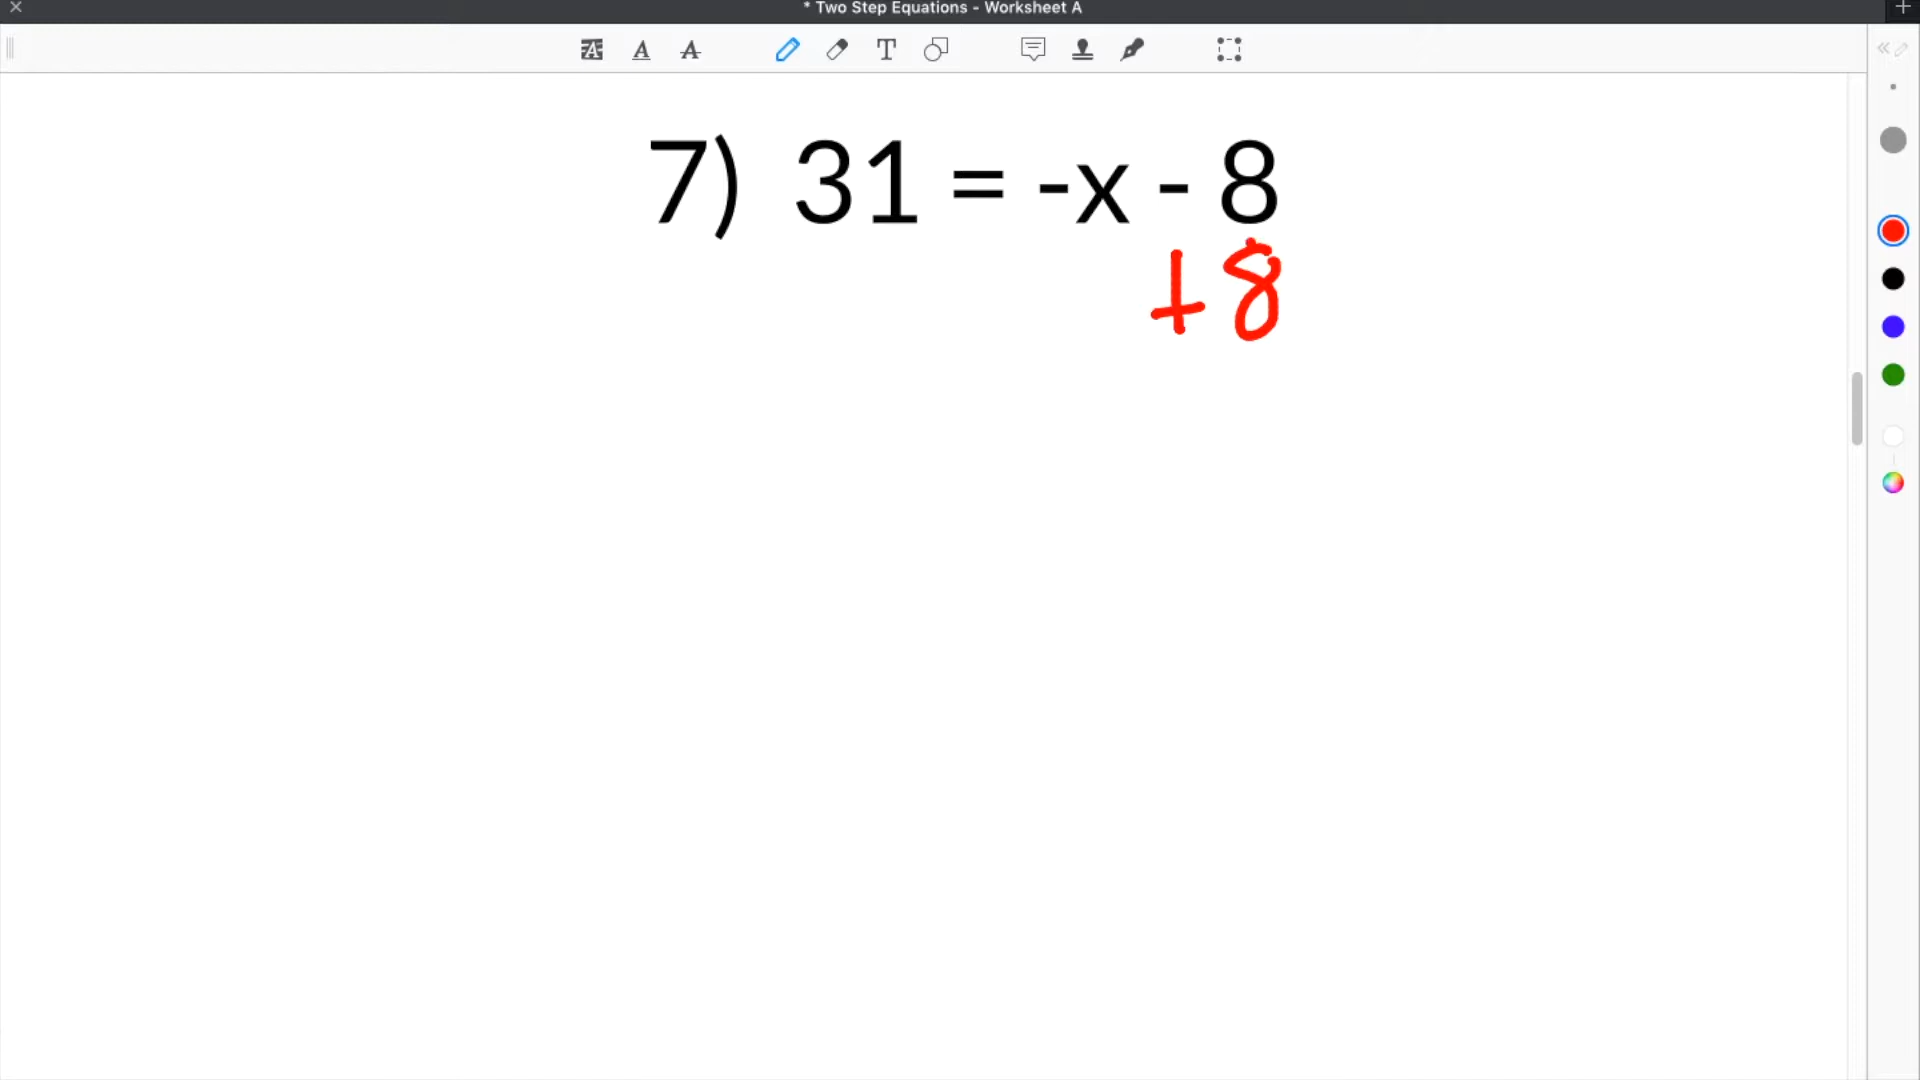 * Two Step Equations - Worksheet A
A A A T
7) 31 = -x - 8
+8